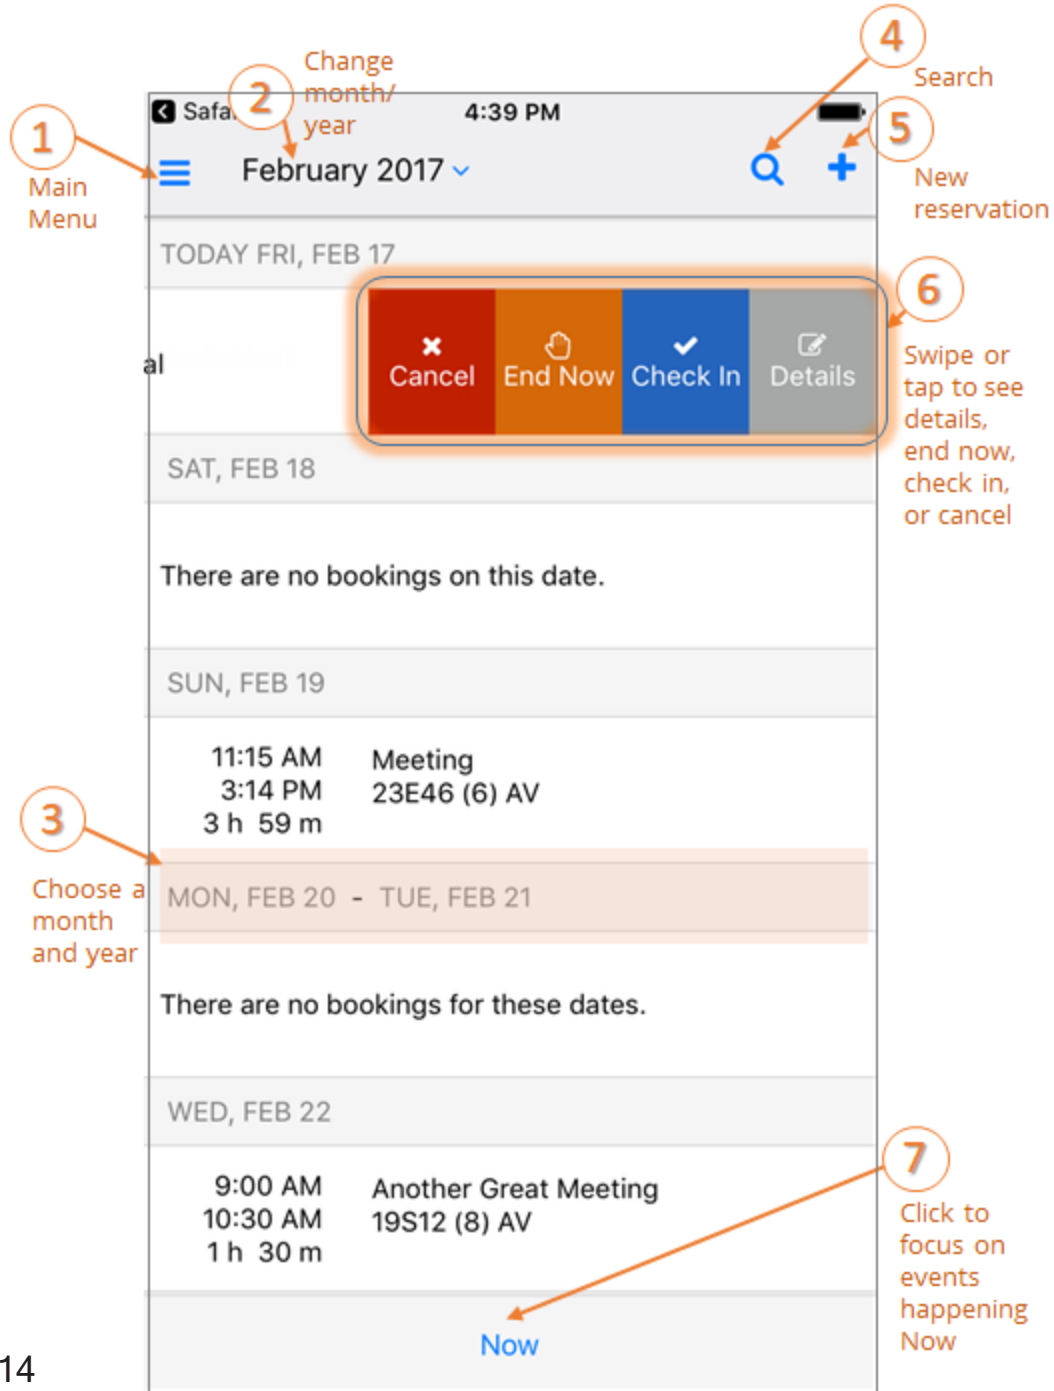 4
Change
month/
year
Search
2
1
5
Safa
4:39 PM
February 2017
Main
Menu
New
reservation
TODAY FRI, FEB 17
6
al
Cancel
End Now
Check In
Details
Swipe or
tap to see
details,
end now,
check in,
or cancel
SAT, FEB 18
There are no bookings on this date.
SUN, FEB 19
11:15 AM
3:14 PM
3 h 59 m
Meeting
23E46 (6) AV
3
Choose a
month
and year
MON, FEB 20 - TUE, FEB 21
There are no bookings for these dates.
WED, FEB 22
9:00 AM
10:30 AM
1 h 30 m
Another Great Meeting
19S12 (8) AV
7
Click to
focus on
events
happening
Now
Now
14